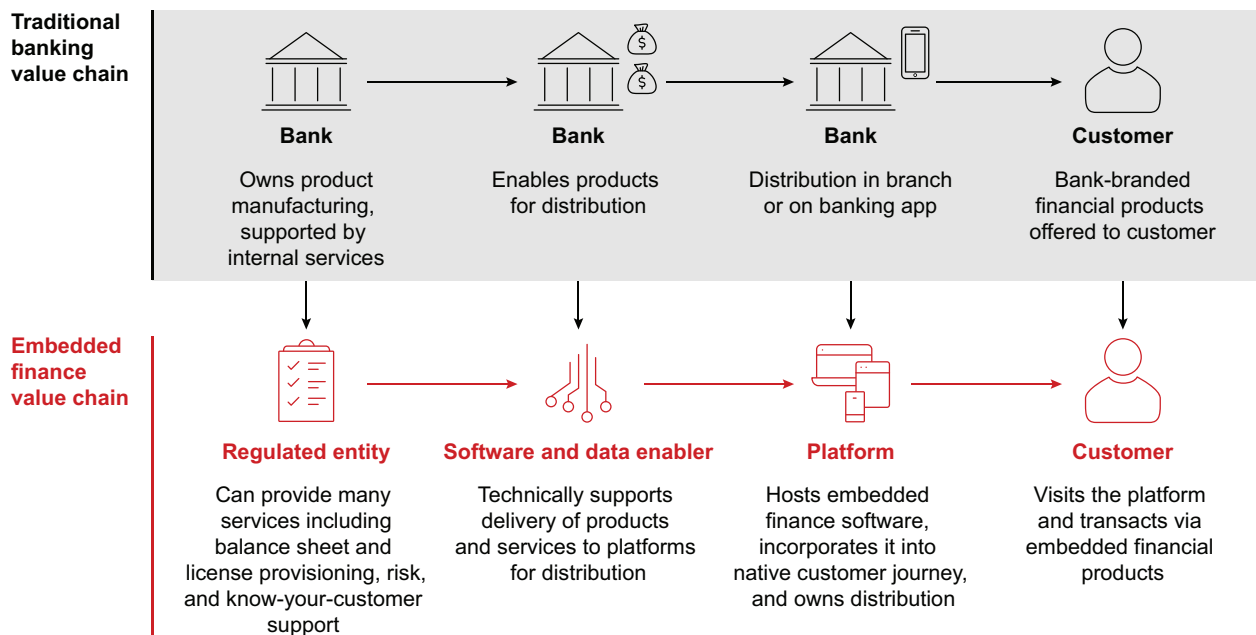 Traditional
banking
value chain
Bank
Owns product
manufacturing,
supported by
internal services
$
$
Bank
Enables products
for distribution
Bank
Distribution in branch
or on banking app
Customer
Bank-branded
financial products
offered to customer
Embedded
finance
value chain
Regulated entity
Can provide many
services including
balance sheet and
license provisioning, risk,
and know-your-customer
support
Software and data enabler
Technically supports
delivery of products
and services to platforms
for distribution
Platform
Hosts embedded
finance software,
incorporates it into
native customer journey,
and owns distribution
Customer
Visits the platform
and transacts via
embedded financial
products